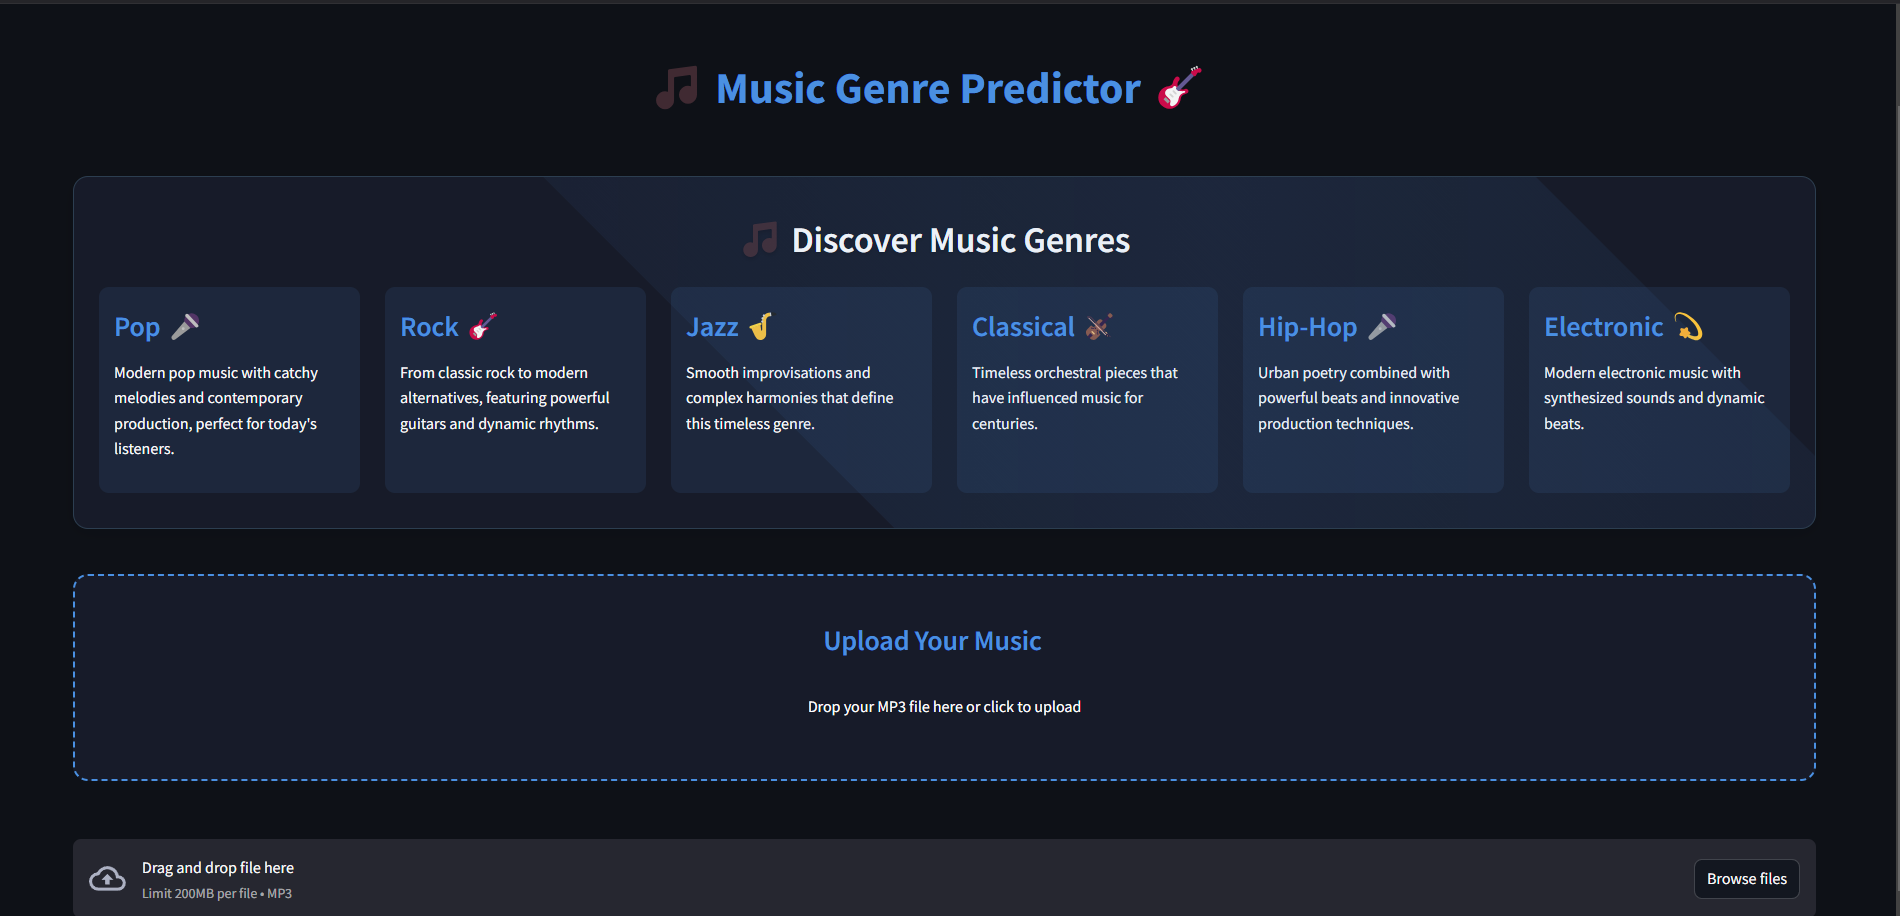 Music Genre Predictor
Discover Music Genres
Pop
Modern pop music with catchy
melodies and contemporary
production, perfect for today's
listeners.
Rock
From classic rock to modern
alternatives, featuring powerful
guitars and dynamic rhythms.
Jazz
Smooth improvisations and
complex harmonies that define
this timeless genre.
Classical
Timeless orchestral pieces that
have influenced music for
centuries.
Hip-Hop
Urban poetry combined with
powerful beats and innovative
production techniques.
Electronic
Modern electronic music with
synthesized sounds and dynamic
beats.
Upload Your Music
Drop your MP3 file here or click to upload
Drag and drop file here
Limit 200MB per file • MP3
Browse files